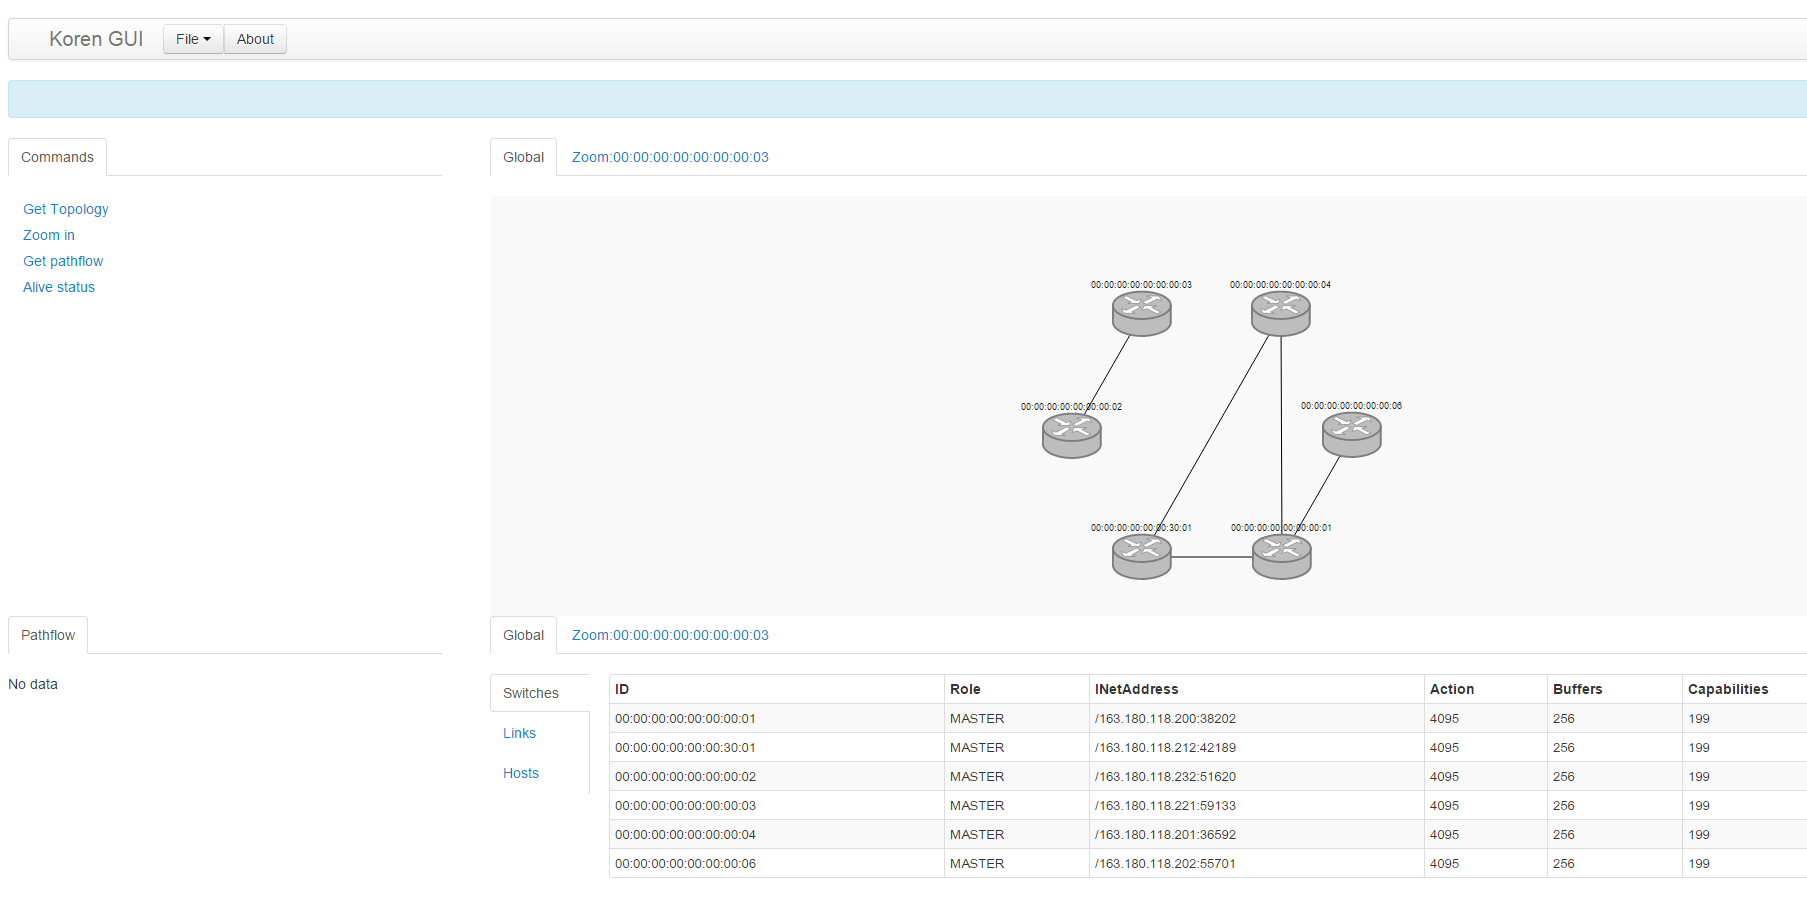 Koren GUI File About
Commands
Get Topology
Zoom in
Get pathflow
Alive status
Global Zoom:00:00:00:00:00:00:00:03
00:00:00:00:00:00:00:03 00:00:00:00:00:00:00:04
00:00:00:00:00:00:00:02 00:00:00:00:00:00:00:06
00:00:00:00:00:00:30:01 00:00:00:00:00:00:00:01
Pathflow
No data
Global Zoom:00:00:00:00:00:00:00:03
Switches
Links
Hosts
ID Role INetAddress Action Buffers Capabilities
00:00:00:00:00:00:00:01 MASTER /163.180.118.200:38202 4095 256 199
00:00:00:00:00:00:30:01 MASTER /163.180.118.212:42189 4095 256 199
00:00:00:00:00:00:00:02 MASTER /163.180.118.232:51620 4095 256 199
00:00:00:00:00:00:00:03 MASTER /163.180.118.221:59133 4095 256 199
00:00:00:00:00:00:00:04 MASTER /163.180.118.201:36592 4095 256 199
00:00:00:00:00:00:00:06 MASTER /163.180.118.202:55701 4095 256 199